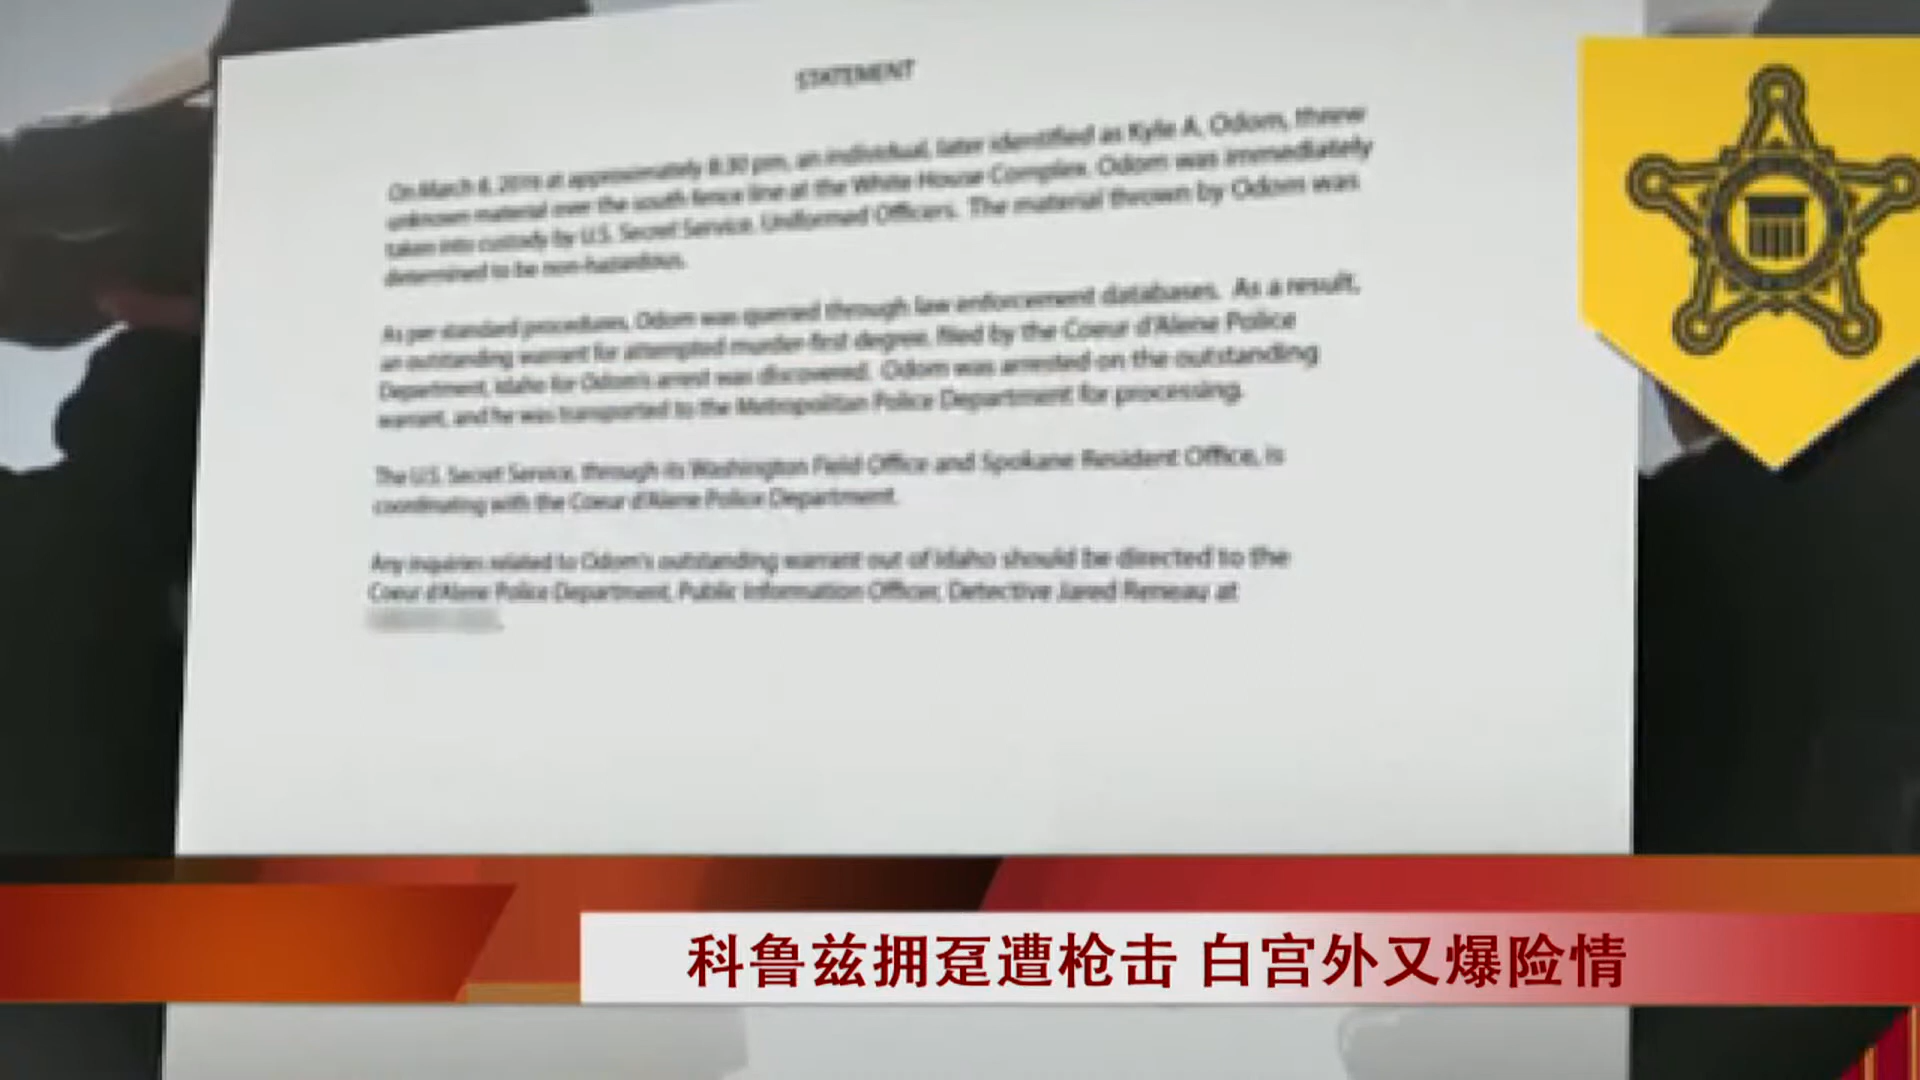 STATEMENT
On March 8, 2016 at approximately 8:30 pm, an individual, later identified as Kyle A. Odom, threw
unknown material over the south fence line at the White House Complex. Odom was immediately
taken into custody by U.S. Secret Service, Uniformed Officers. The material thrown by Odom was
determined to be non-hazardous.
As per standard procedures, Odom was queried through law enforcement databases. As a result,
an outstanding warrant for attempted murder-first degree, filed by the Coeur d'Alene Police
Department, Idaho for Odom's arrest was discovered. Odom was arrested on the outstanding
warrant, and he was transported to the Metropolitan Police Department for processing.
The U.S. Secret Service, through its Washington Field Office and Spokane Resident Office, is
coordinating with the Coeur d'Alene Police Department.
Any inquiries related to Odom's outstanding warrant out of Idaho should be directed to the
Coeur d'Alene Police Department, Public Information Officer, Detective Jared Reneau at
科鲁兹拥趸遭枪击 白宫外又爆险情